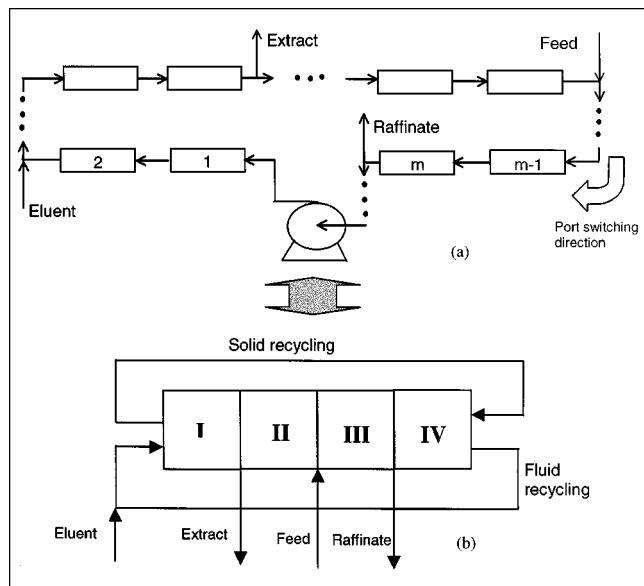 Extract
Feed
Raffinate
2
1
m
m-1
Eluent
Port switching
direction
(a)
Solid recycling
I
II
III
IV
Fluid
recycling
Eluent
Extract
Feed
Raffinate
(b)